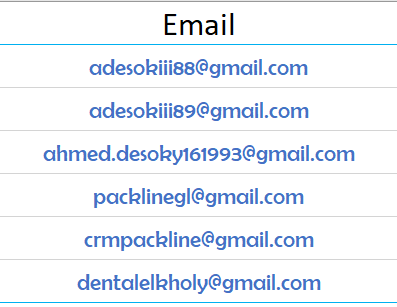 Email
adesokiii88@gmail.com
adesokiii89@gmail.com
ahmed.desoky161993@gmail.com
packlinegl@gmail.com
crmpackline@gmail.com
dentalelkholy@gmail.com